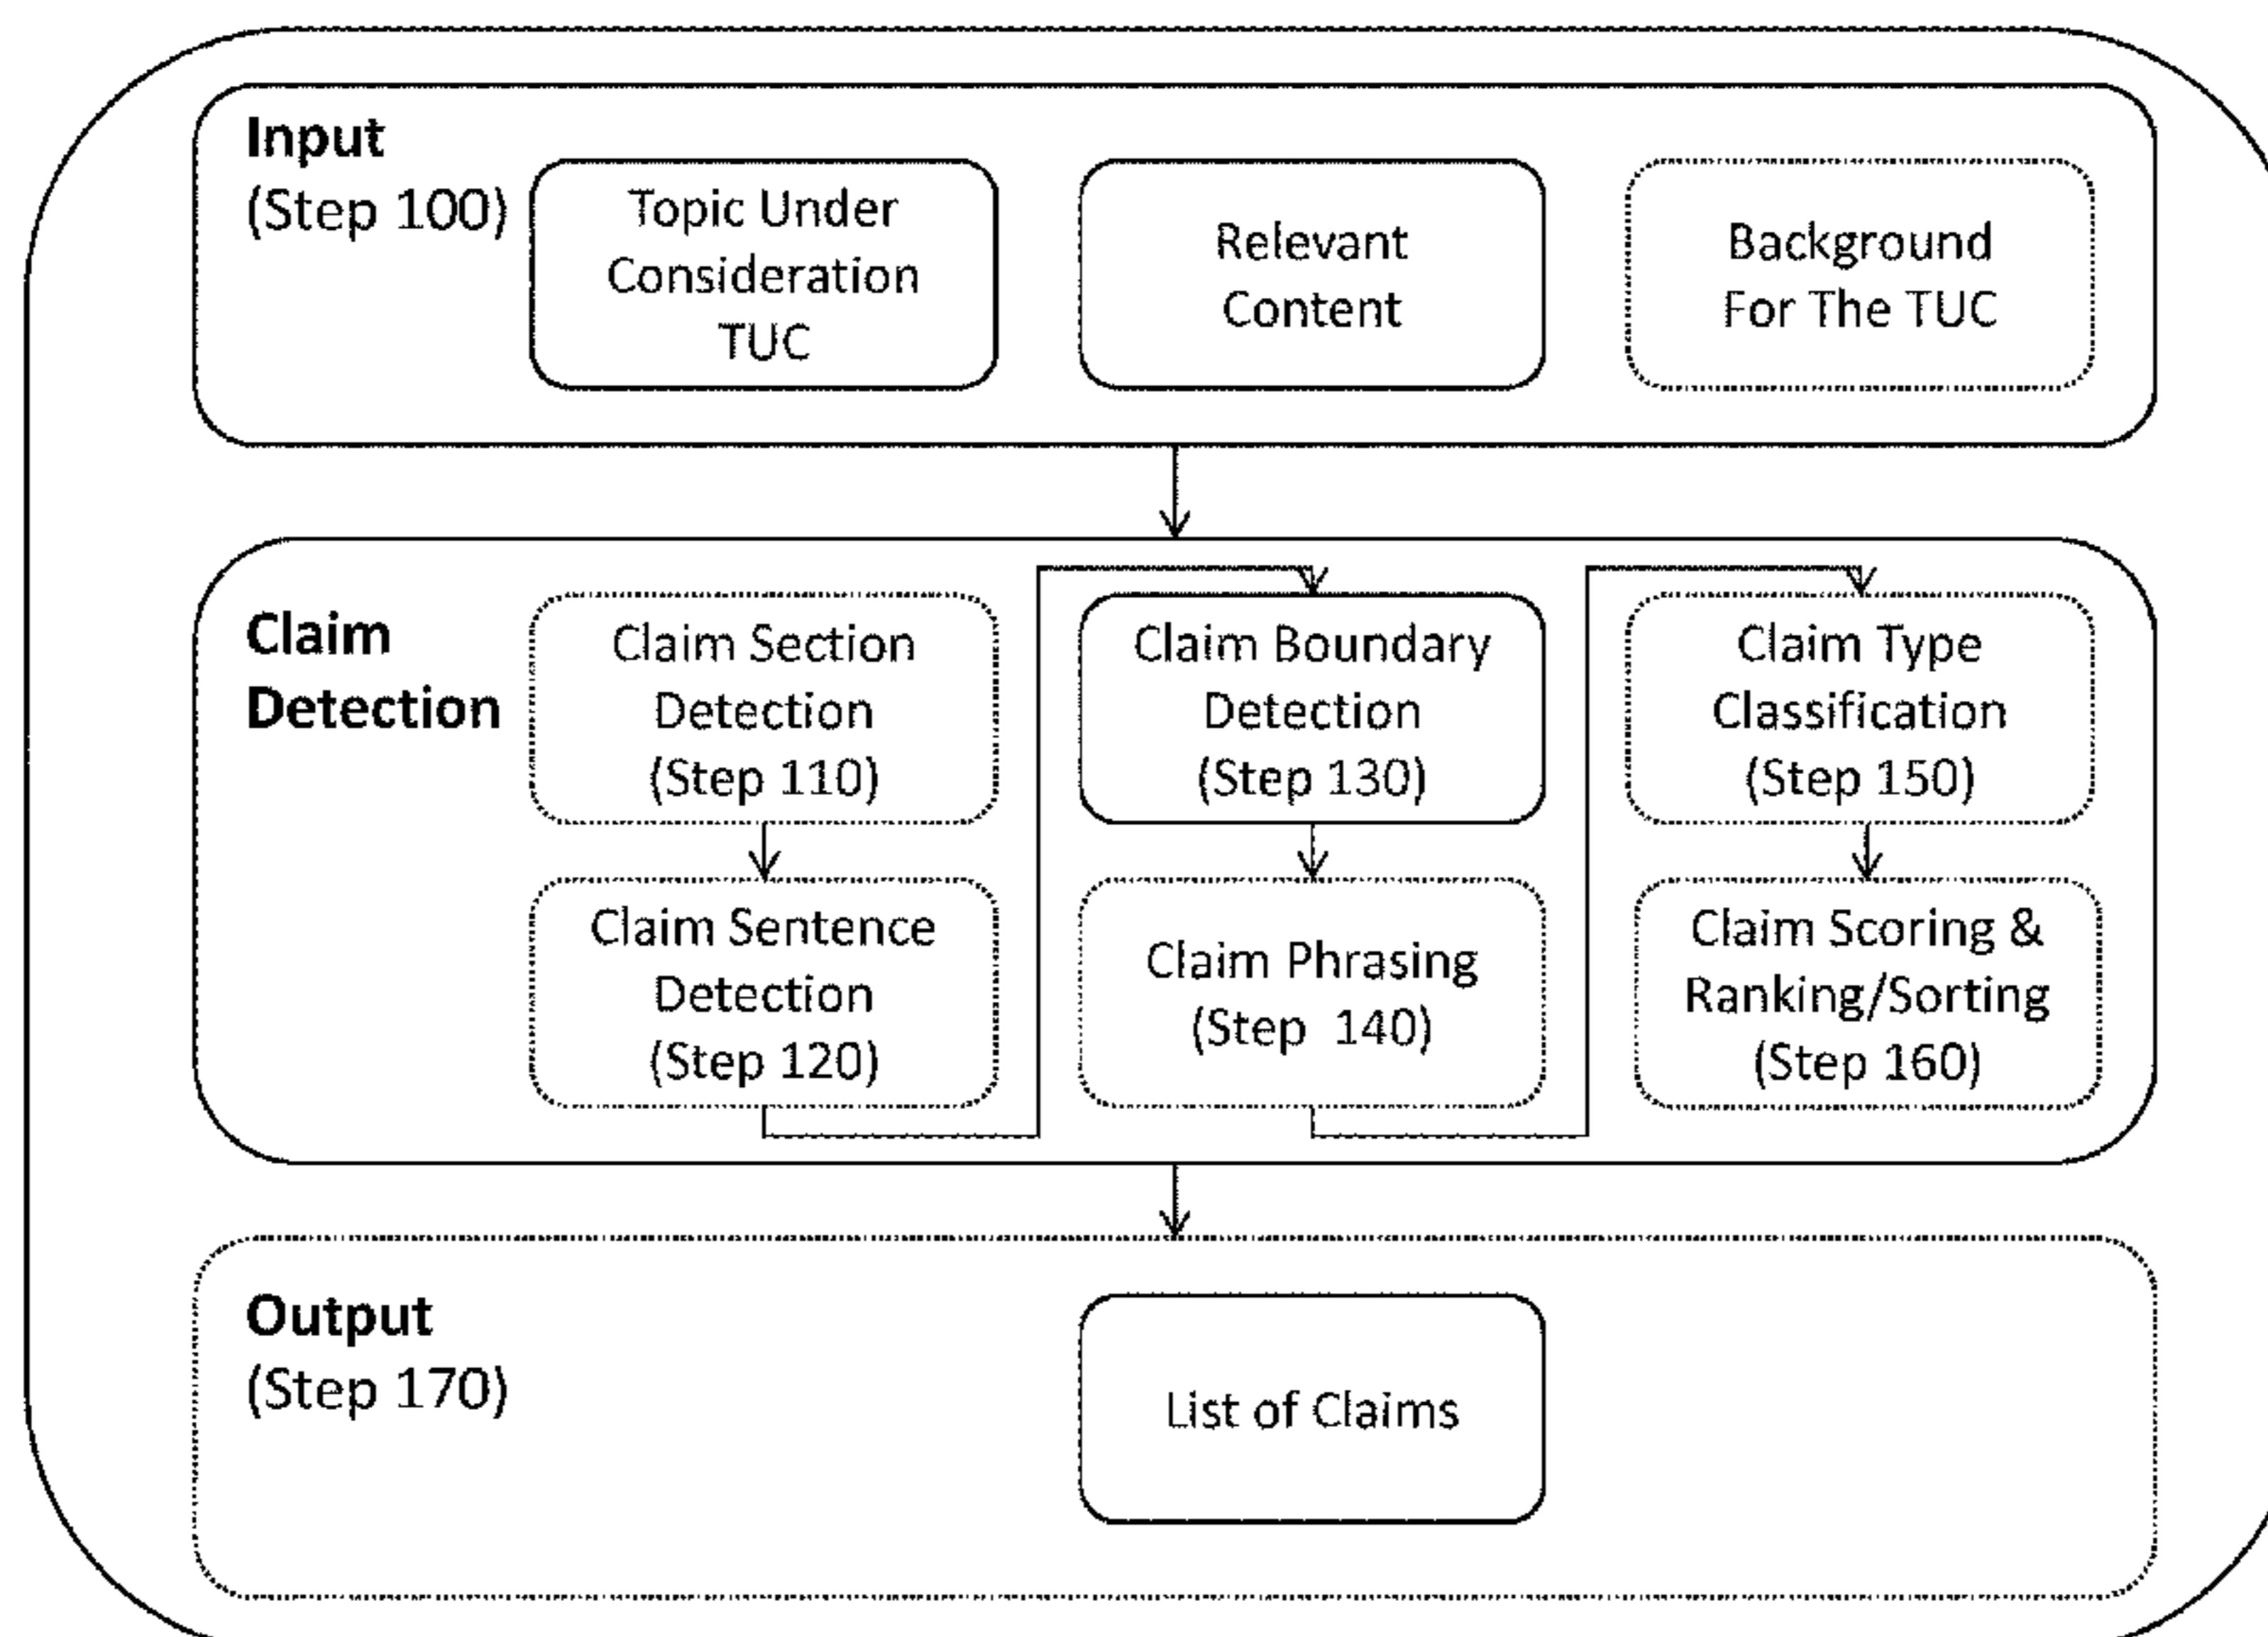 Input
(Step 100)
Topic Under
Consideration
TUC
Relevant
Content
Background
For The TUC
Claim
Detection
Claim Section
Detection
(Step 110)
Claim Sentence
Detection
(Step 120)
Claim Boundary
Detection
(Step 130)
Claim Phrasing
(Step 140)
Claim Type
Classification
(Step 150)
Claim Scoring &
Ranking/Sorting
(Step 160)
Output
(Step 170)
List of Claims